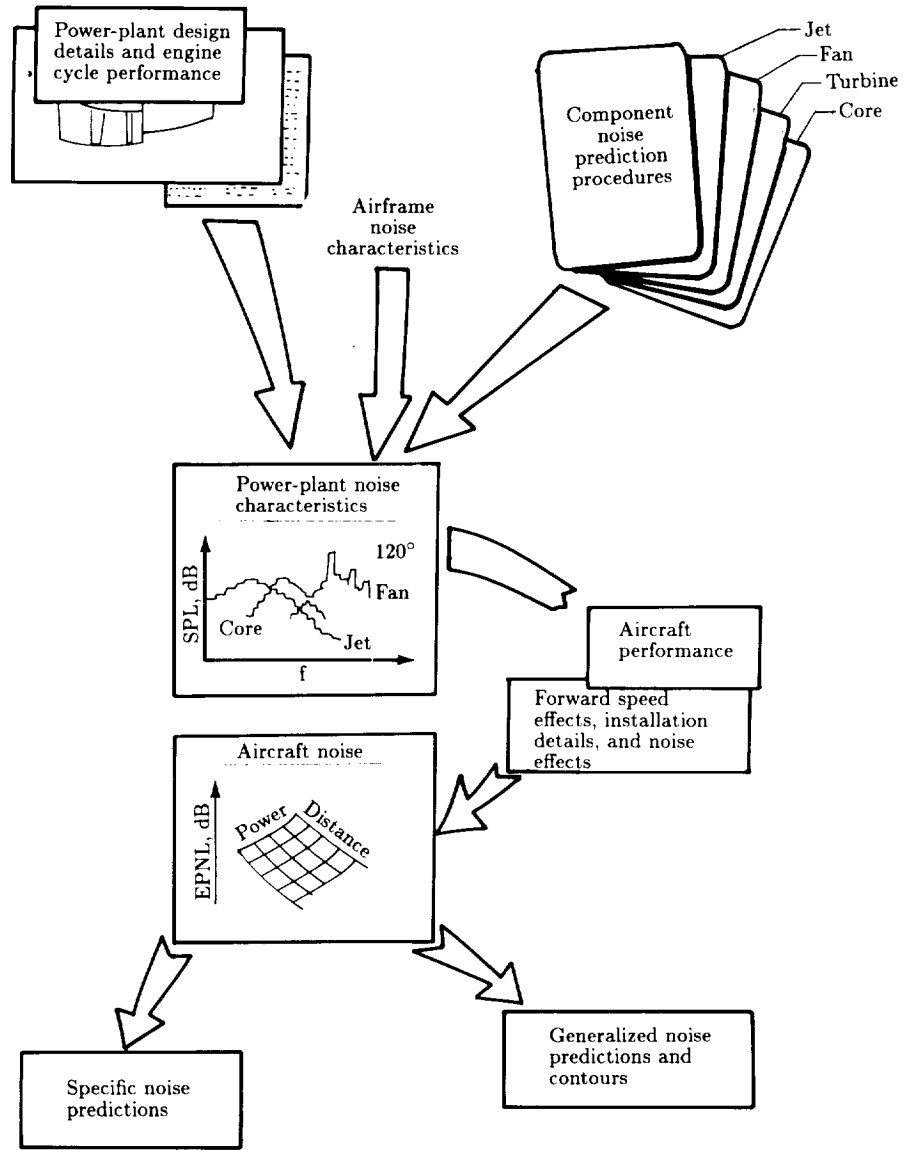 Power-plant design
details and engine
cycle performance
Jet
Fan
Turbine
Core
Component
noise
prediction
procedures
Airframe
noise
characteristics
Power-plant noise
characteristics
120°
SPL, dB
Fan
Core
Jet
f
Aircraft
performance
Forward speed
effects, installation
details, and noise
effects
Aircraft noise
EPNL, dB
Power
Distance
Specific noise
predictions
Generalized noise
predictions and
contours